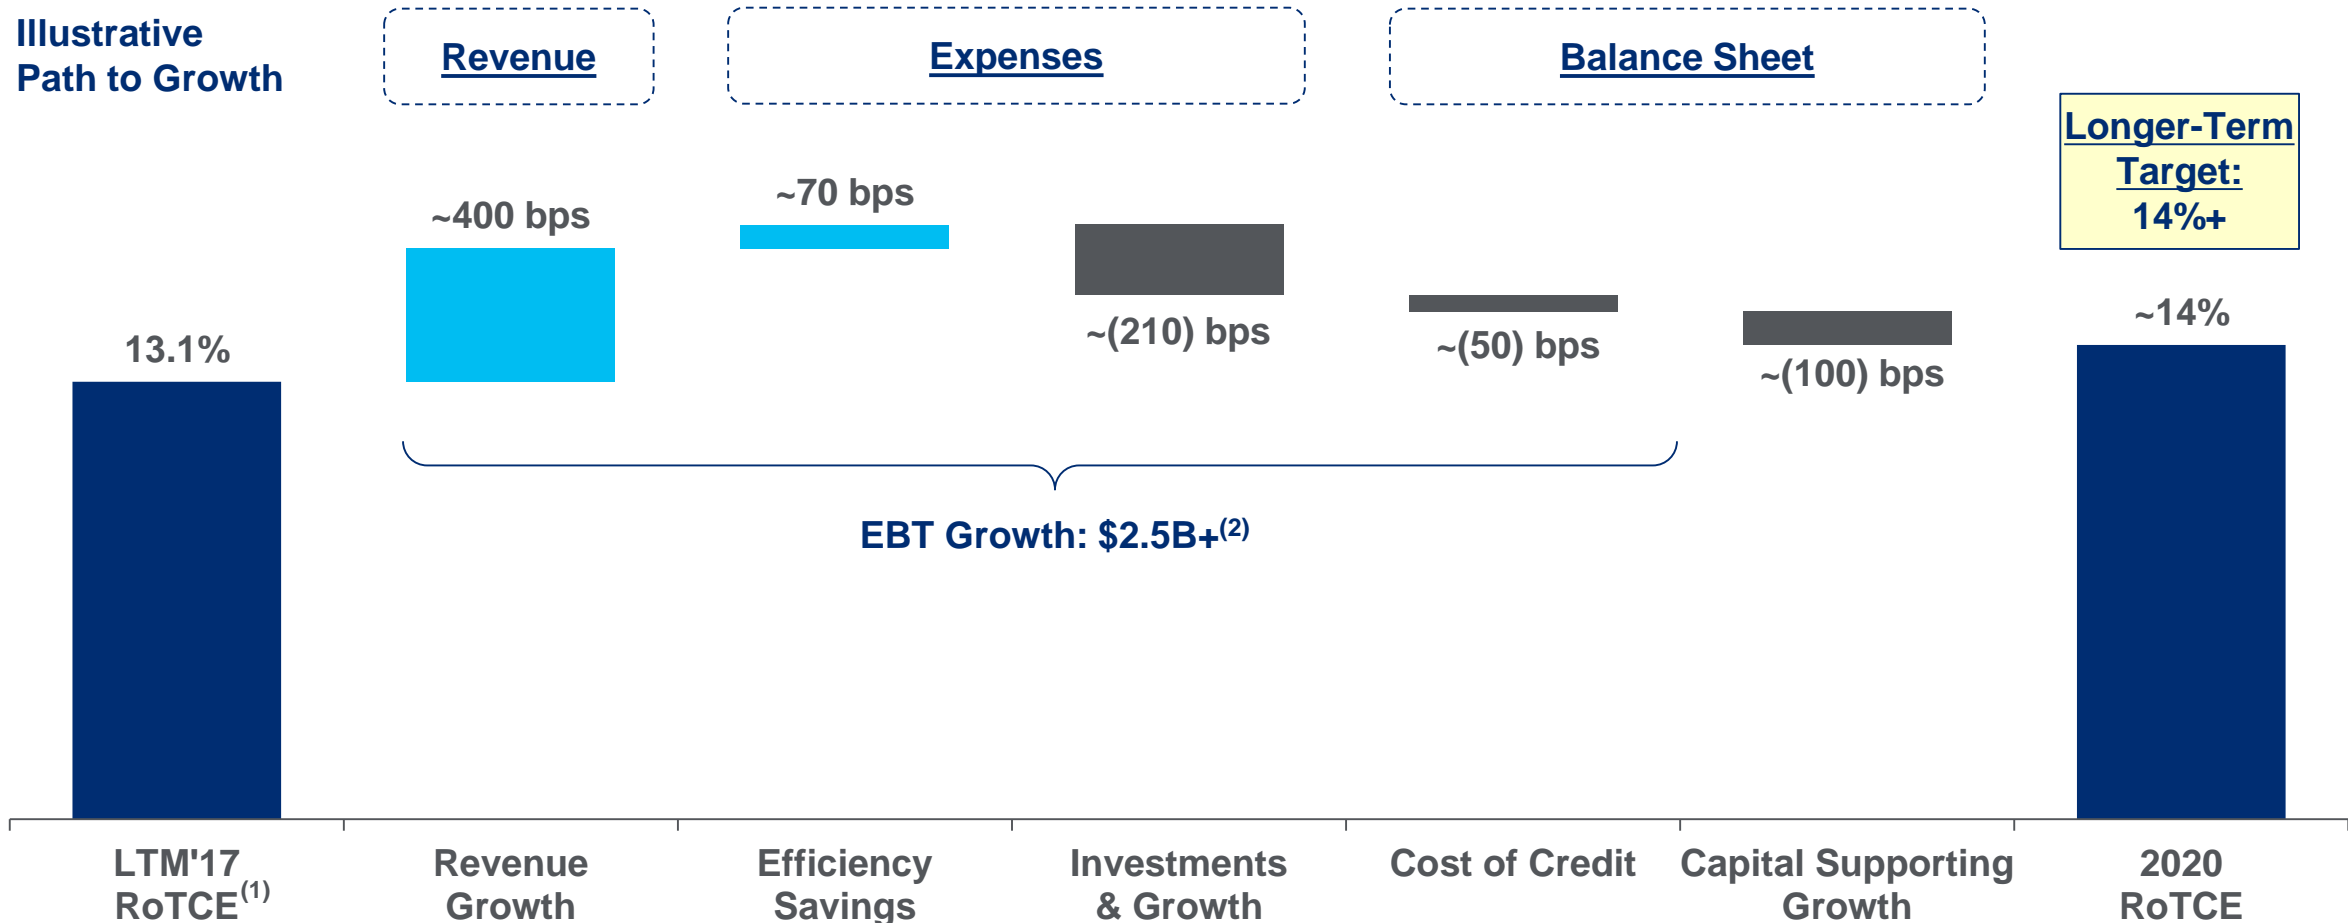 Illustrative
Path to Growth
Revenue
Expenses
Balance Sheet
Longer-Term
Target:
14%+
13.1%
~400 bps
~70 bps
~(210) bps
~(50) bps
~(100) bps
~14%
EBT Growth: $2.5B+(2)
LTM'17
RoTCE(1)
Revenue
Growth
Efficiency
Savings
Investments
& Growth
Cost of Credit
Capital Supporting
Growth
2020
RoTCE